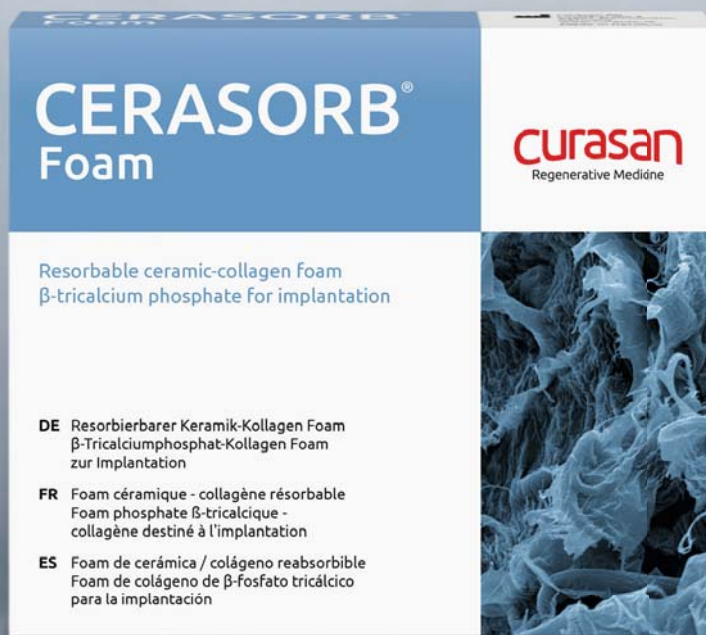 CERASORB®
Foam
CERASORB®
Foam
curasan
Regenerative Medicine
Resorbable ceramic-collagen foam
β-tricalcium phosphate for implantation
DE Resorbierbarer Keramik-Kollagen Foam
β-Tricalciumphosphat-Kollagen Foam
zur Implantation
FR Foam céramique - collagène résorbable
Foam phosphate ß-tricalcique -
collagène destiné à l'implantation
ES Foam de cerámica / colágeno reabsorbible
Foam de colágeno de β-fosfato tricálcico
para la implantación